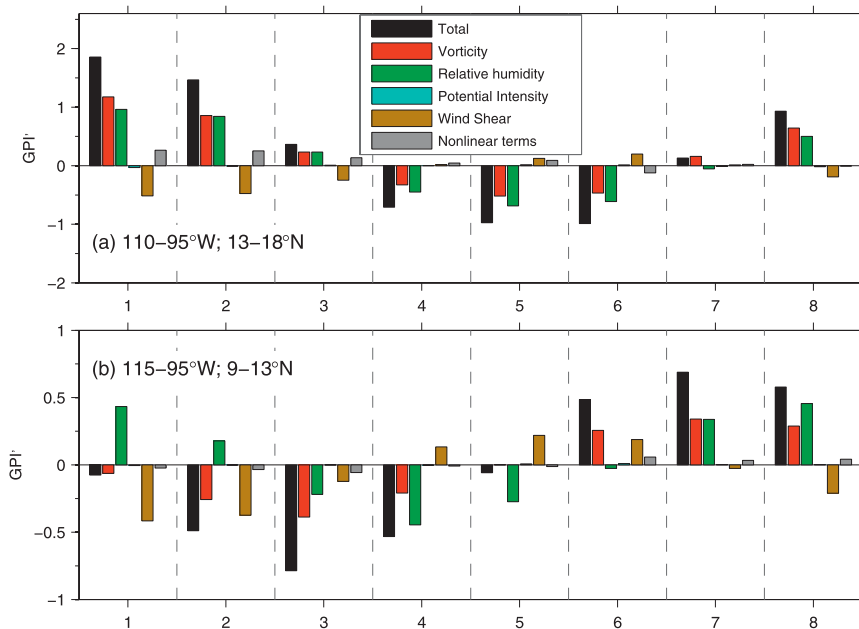 2
1
0
−1
−2
GPI'
Total
Vorticity
Relative humidity
Potential Intensity
Wind Shear
Nonlinear terms
(a) 110−95°W; 13−18°N
1 2 3 4 5 6 7 8
1
0.5
0
−0.5
−1
GPI'
(b) 115−95°W; 9−13°N
1 2 3 4 5 6 7 8